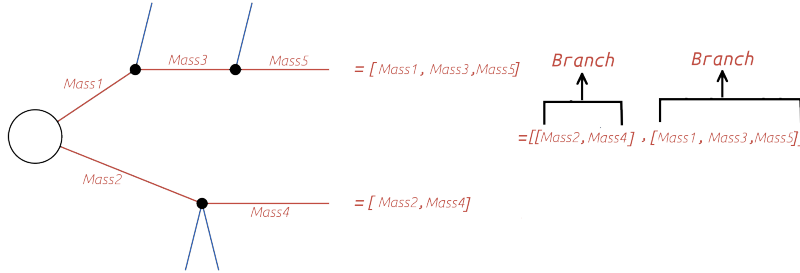 Mass1
Mass3
Mass5
= [ Mass1, Mass3,Mass5]
Branch
Branch
=[[Mass2, Mass4] , [Mass1, Mass3,Mass5]]
Mass2
Mass4
= [ Mass2, Mass4]